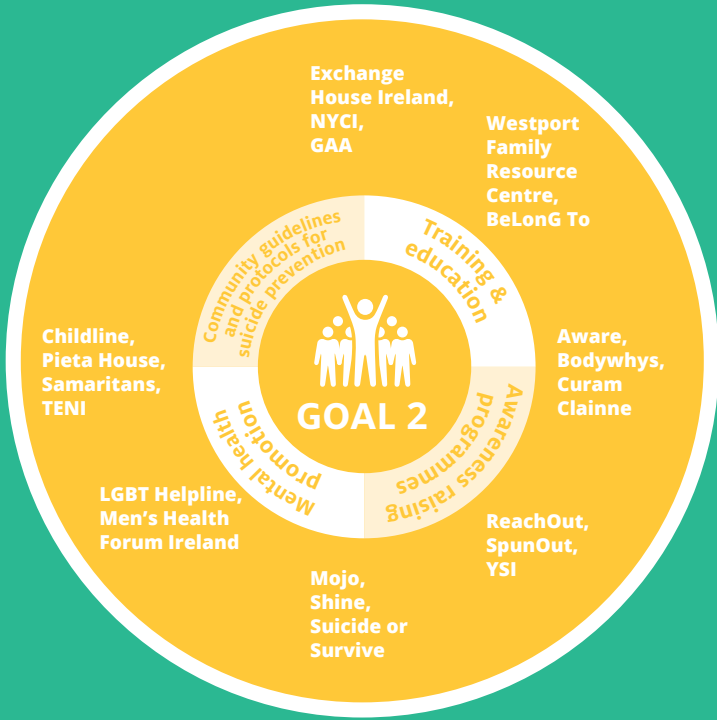 Exchange
House Ireland,
NYCI,
GAA
Westport
Family
Resource
Centre,
BeLonG To
Community guidelines
and protocols for
suicide prevention
Training &
education
Childline,
Pieta House,
Samaritans,
TENI
GOAL 2
Aware,
Bodywhys,
Curam
Clainne
Mental health
promotion
Awareness raising
programmes
LGBT Helpline,
Men’s Health
Forum Ireland
ReachOut,
SpunOut,
YSI
Mojo,
Shine,
Suicide or
Survive